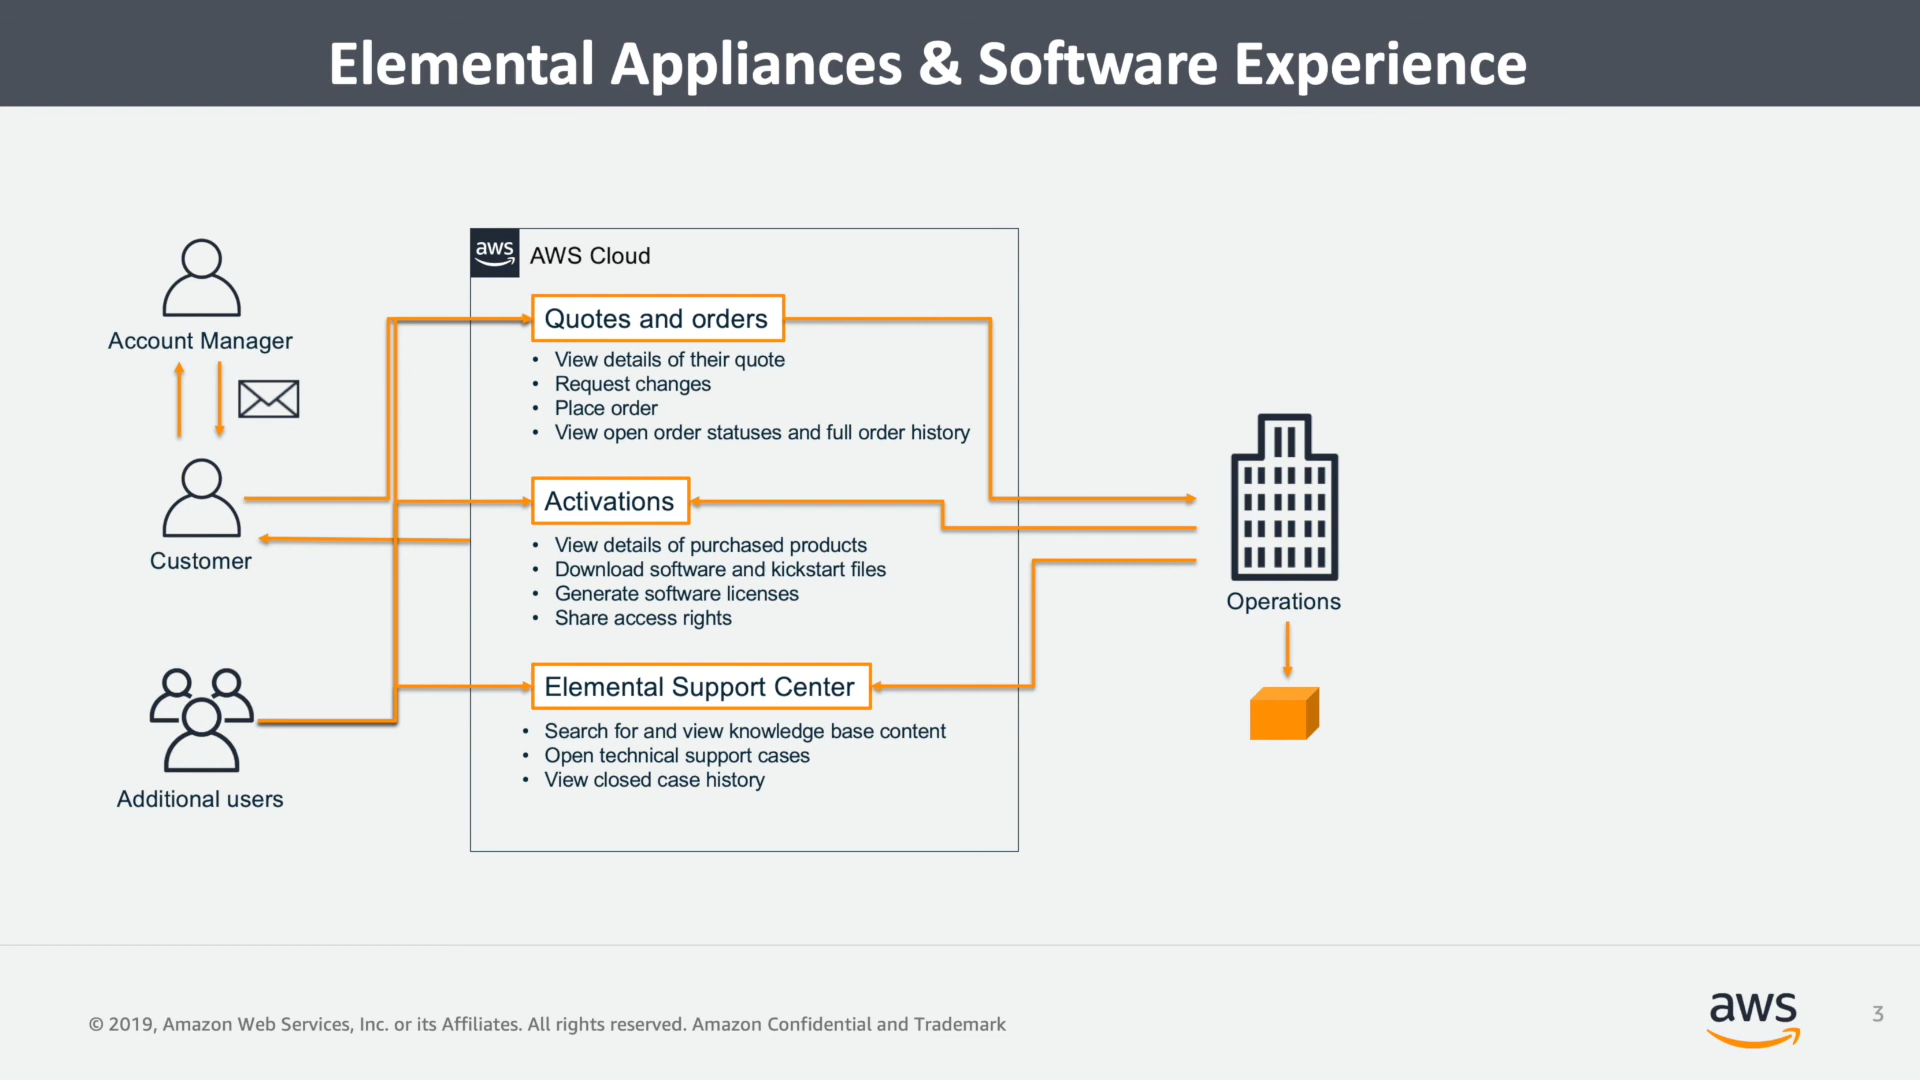 Elemental Appliances & Software Experience
aws
AWS Cloud
Account Manager
Customer
Additional users
Quotes and orders
• View details of their quote
• Request changes
• Place order
• View open order statuses and full order history
Activations
• View details of purchased products
• Download software and kickstart files
• Generate software licenses
• Share access rights
Elemental Support Center
• Search for and view knowledge base content
• Open technical support cases
• View closed case history
Operations
© 2019, Amazon Web Services, Inc. or its Affiliates. All rights reserved. Amazon Confidential and Trademark
aws
3